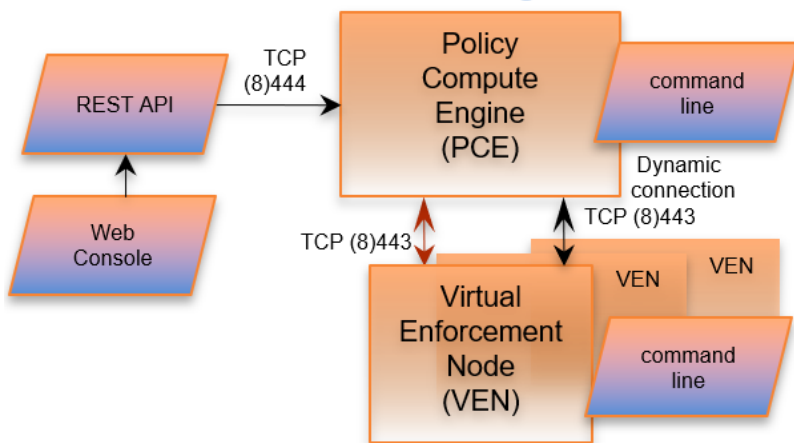 Policy
Compute
Engine
(PCE)
TCP
(8)444
REST API
command
line
Web
Console
Dynamic
connection
TCP (8)443
TCP (8)443
Virtual
Enforcement
Node
(VEN)
VEN
VEN
command
line